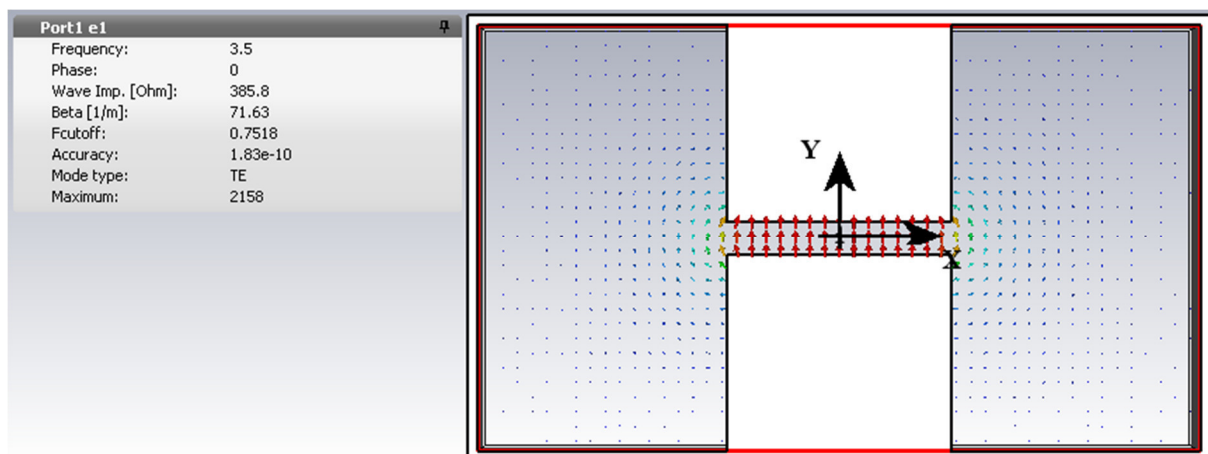 Port1 e1
Frequency: 3.5
Phase: 0
Wave Imp. [Ohm]: 385.8
Beta [1/m]: 71.63
Fcutoff: 0.7518
Accuracy: 1.83e-10
Mode type: TE
Maximum: 2158
Y
X